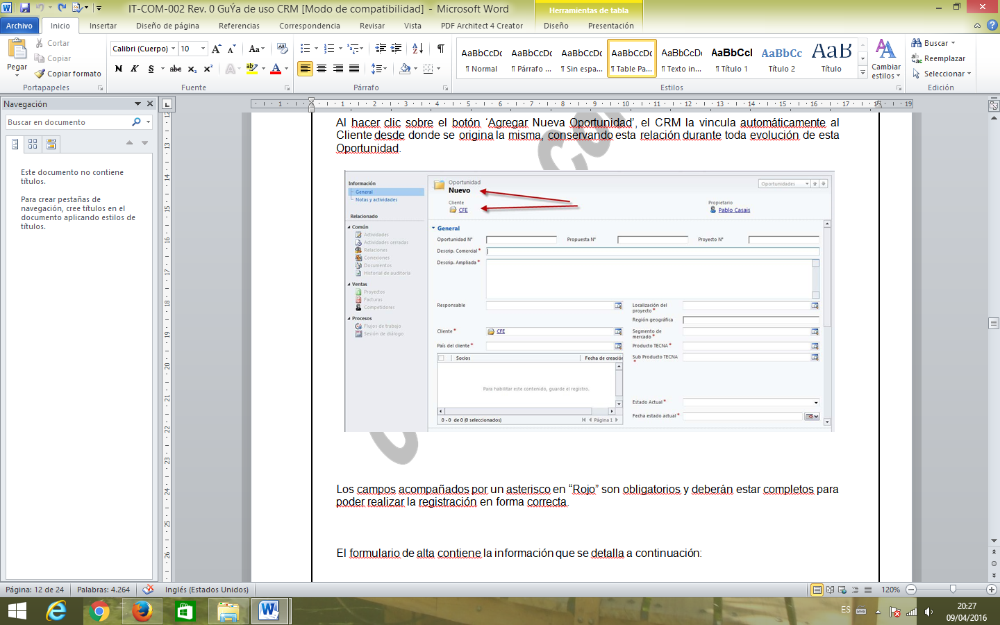 IT-COM-002 Rev. 0 GuÝa de uso CRM [Modo de compatibilidad] - Microsoft Word
Herramientas de tabla
Archivo Inicio Insertar Diseño de página Referencias Correspondencia Revisar Vista PDF Architect 4 Creator Diseño Presentación
Pegar
Cortar
Copiar
Copiar formato
Portapapeles
Calibri (Cuerpo) 10
N K S abc x₂ x²
Fuente
Párrafo
AaBbCcDc AaBbCcDc AaBbCcDc AaBbCcDc AaBbCcDc AaBbCcI AaBbCc AaB
¶ Normal ¶ Párrafo ... ¶ Sin espa... ¶ Table Pa... ¶ Texto in... ¶ Título 1 Título 2 Título
Estilos
Cambiar estilos
Buscar
Reemplazar
Seleccionar
Edición
Navegación
Buscar en documento
Este documento no contiene
títulos.
Para crear pestañas de
navegación, cree títulos en el
documento aplicando estilos de
títulos.
Al hacer clic sobre el botón ‘Agregar Nueva Oportunidad’, el CRM la vincula automáticamente al
Cliente desde donde se origina la misma, conservando esta relación durante toda evolución de esta
Oportunidad.
Información
General
Notas y actividades
Relacionado
Común
Actividades
Actividades cerradas
Relaciones
Conexiones
Documentos
Historial de auditoría
Ventas
Proyectos
Facturas
Competidores
Procesos
Flujos de trabajo
Sesión de diálogo
Oportunidad
Nuevo
Oportunidades
Cliente
CFE
Propietario
Pablo Casais
General
Oportunidad N° Propuesta N° Proyecto N°
Descrip. Comercial *
Descrip. Ampliada *
Responsable
Localización del
proyecto *
Región geográfica
Cliente * CFE
Segmento de
mercado *
País del cliente *
Producto TECNA *
Socios Fecha de creación
Sub Producto TECNA
*
Para habilitar este contenido, guarde el registro.
Estado Actual *
Fecha estado actual *
0 - 0 de 0 (0 seleccionados) Página 1
Los campos acompañados por un asterisco en “Rojo” son obligatorios y deberán estar completos para
poder realizar la registración en forma correcta.
El formulario de alta contiene la información que se detalla a continuación:
Página: 12 de 24 Palabras: 4.264 Inglés (Estados Unidos) 120%
ES
20:27
09/04/2016